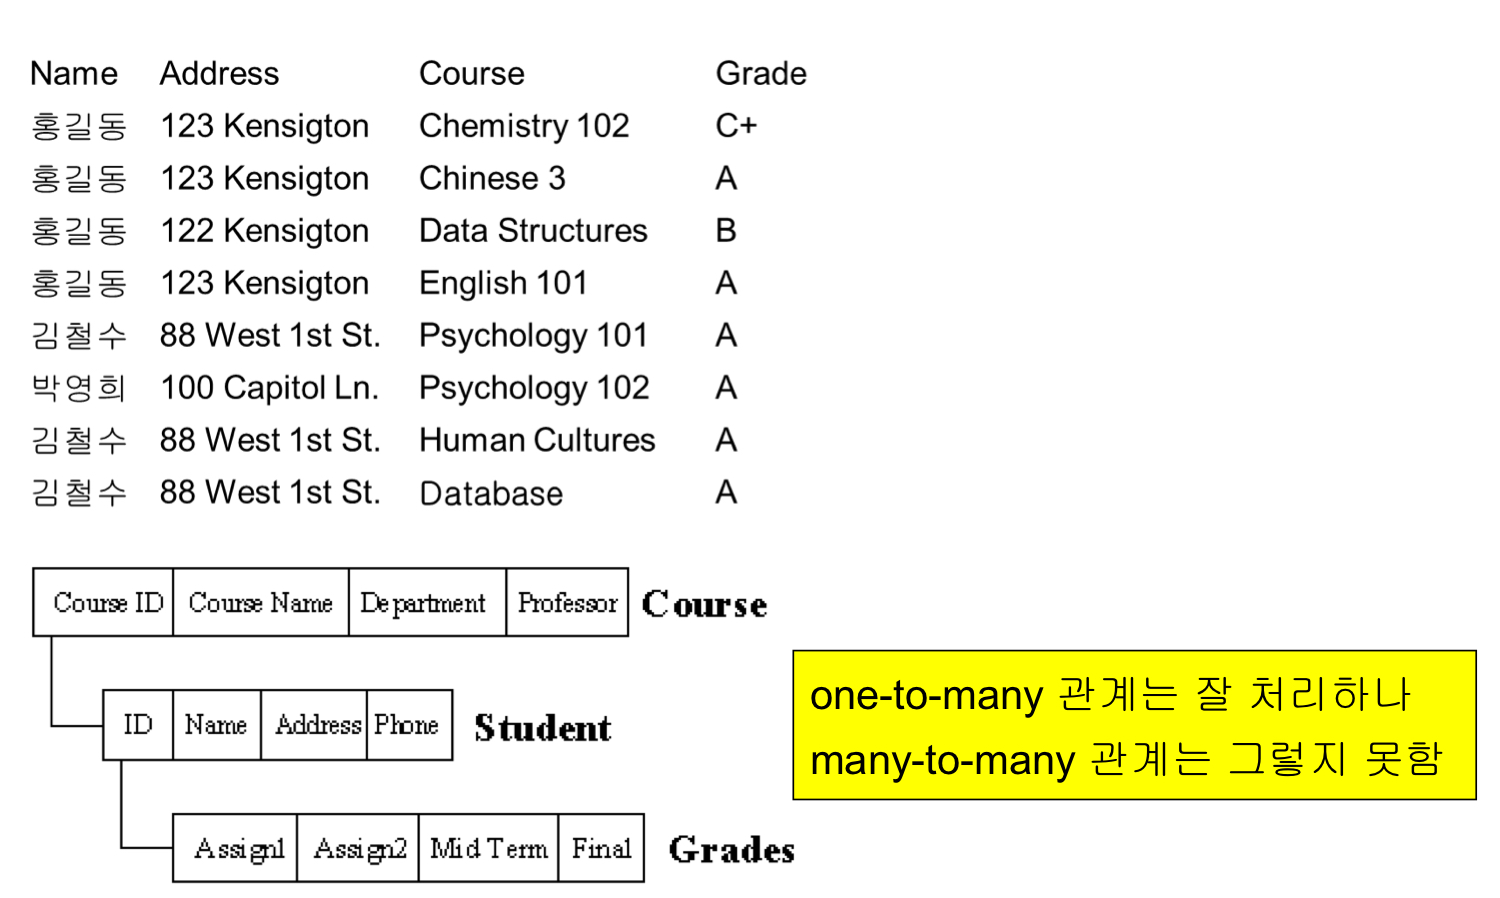 Name Address Course Grade
홍길동 123 Kensigton Chemistry 102 C+
홍길동 123 Kensigton Chinese 3 A
홍길동 122 Kensigton Data Structures B
홍길동 123 Kensigton English 101 A
김철수 88 West 1st St. Psychology 101 A
박영희 100 Capitol Ln. Psychology 102 A
김철수 88 West 1st St. Human Cultures A
김철수 88 West 1st St. Database A
Course ID Course Name Department Professor Course
ID Name Address Phone Student
Assign1 Assign2 Mid Term Final Grades
one-to-many 관계는 잘 처리하나
many-to-many 관계는 그렇지 못함